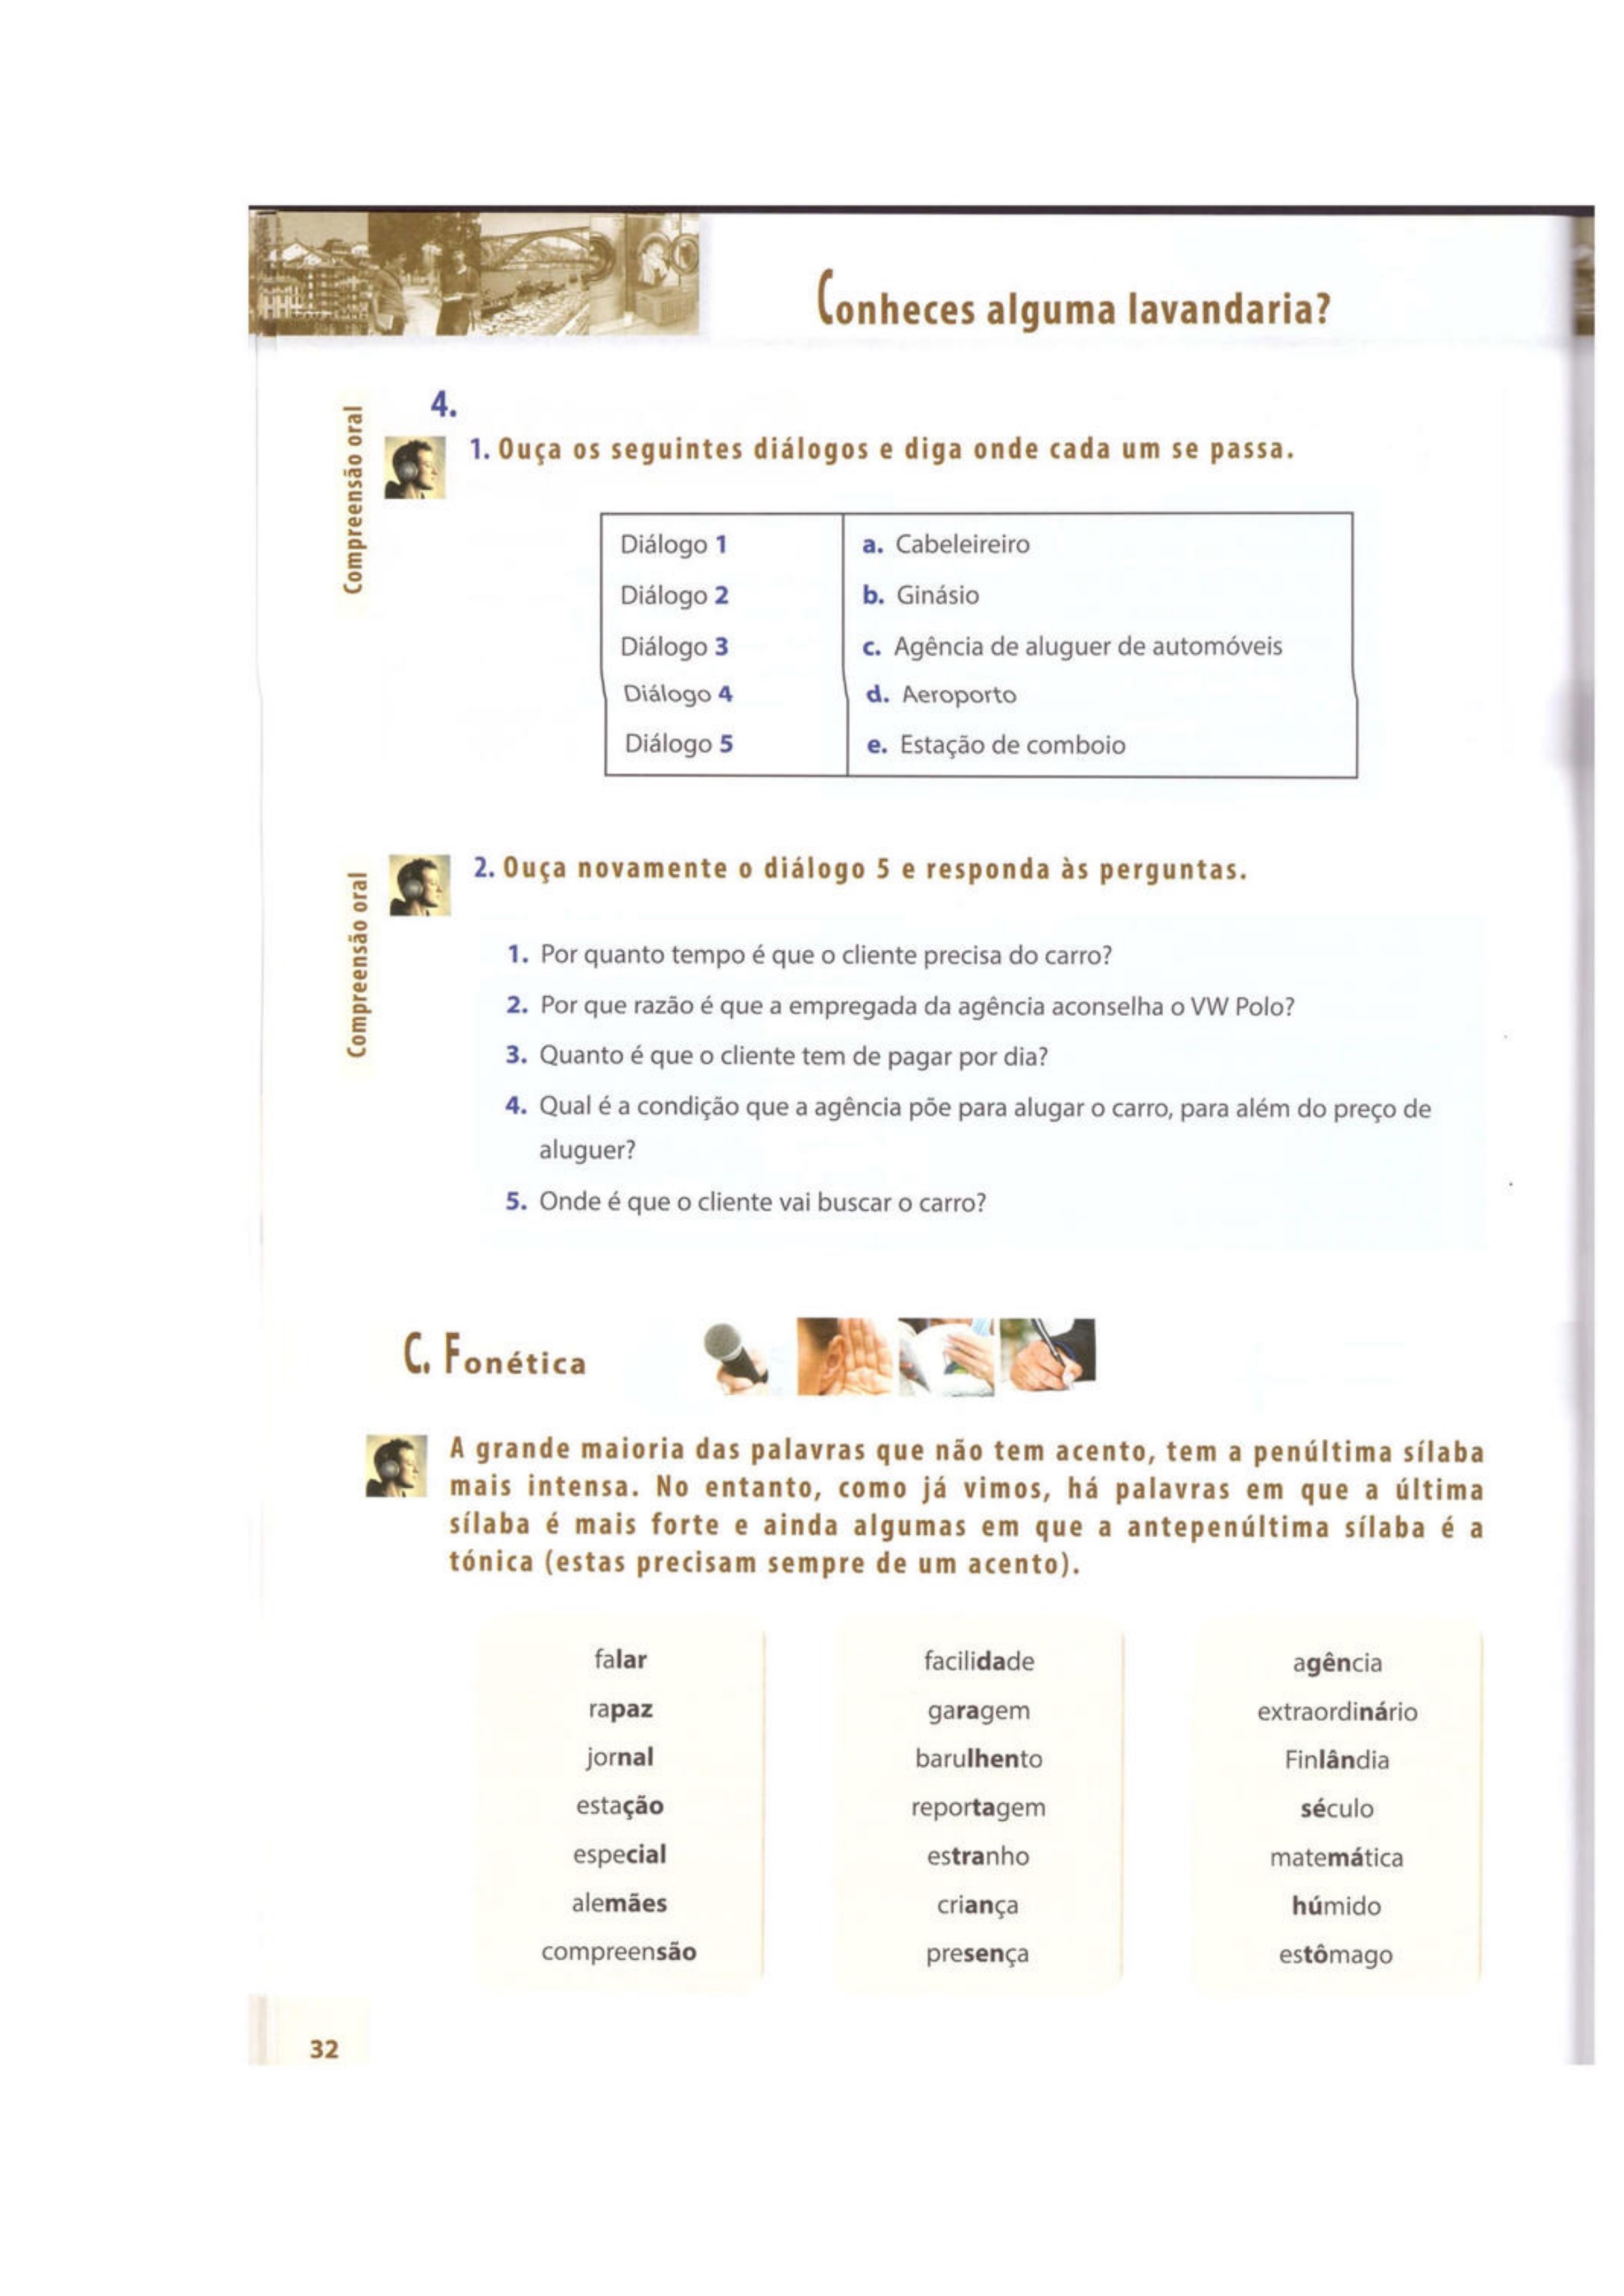 Conheces alguma lavandaria?
Compreensão oral
4.
1. Ouça os seguintes diálogos e diga onde cada um se passa.
Diálogo 1 a. Cabeleireiro
Diálogo 2 b. Ginásio
Diálogo 3 c. Agência de aluguer de automóveis
Diálogo 4 d. Aeroporto
Diálogo 5 e. Estação de comboio
Compreensão oral
2. Ouça novamente o diálogo 5 e responda às perguntas.
1. Por quanto tempo é que o cliente precisa do carro?
2. Por que razão é que a empregada da agência aconselha o VW Polo?
3. Quanto é que o cliente tem de pagar por dia?
4. Qual é a condição que a agência põe para alugar o carro, para além do preço de
aluguer?
5. Onde é que o cliente vai buscar o carro?
C. Fonética
A grande maioria das palavras que não tem acento, tem a penúltima sílaba
mais intensa. No entanto, como já vimos, há palavras em que a última
sílaba é mais forte e ainda algumas em que a antepenúltima sílaba é a
tónica (estas precisam sempre de um acento).
falar facilidade agência
rapaz garagem extraordinário
jornal barulhento Finlândia
estação reportagem século
especial estranho matemática
alemães criança húmido
compreensão presença estômago
32